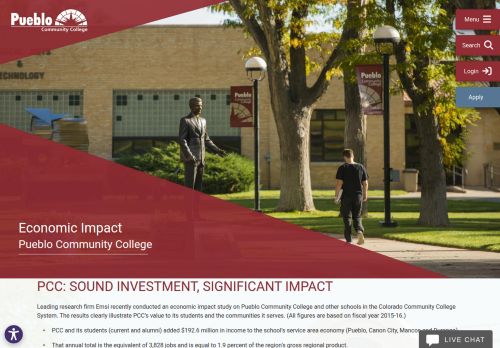 Pueblo
Community College
Menu
Search
Login
Apply
TECHNOLOGY
Pueblo
Pueblo
Economic Impact
Pueblo Community College
PCC: SOUND INVESTMENT, SIGNIFICANT IMPACT
Leading research firm Emsi recently conducted an economic impact study on Pueblo Community College and other schools in the Colorado Community College
System. The results clearly illustrate PCC's value to its students and the communities it serves. (All figures are based on fiscal year 2015-16.)
PCC and its students (current and alumni) added $192.6 million in income to the school's service area economy (Pueblo, Canon City, Mancos and Durango).
That annual total is the equivalent of 3,828 jobs and is equal to 1.9 percent of the region's gross regional product.
LIVE CHAT